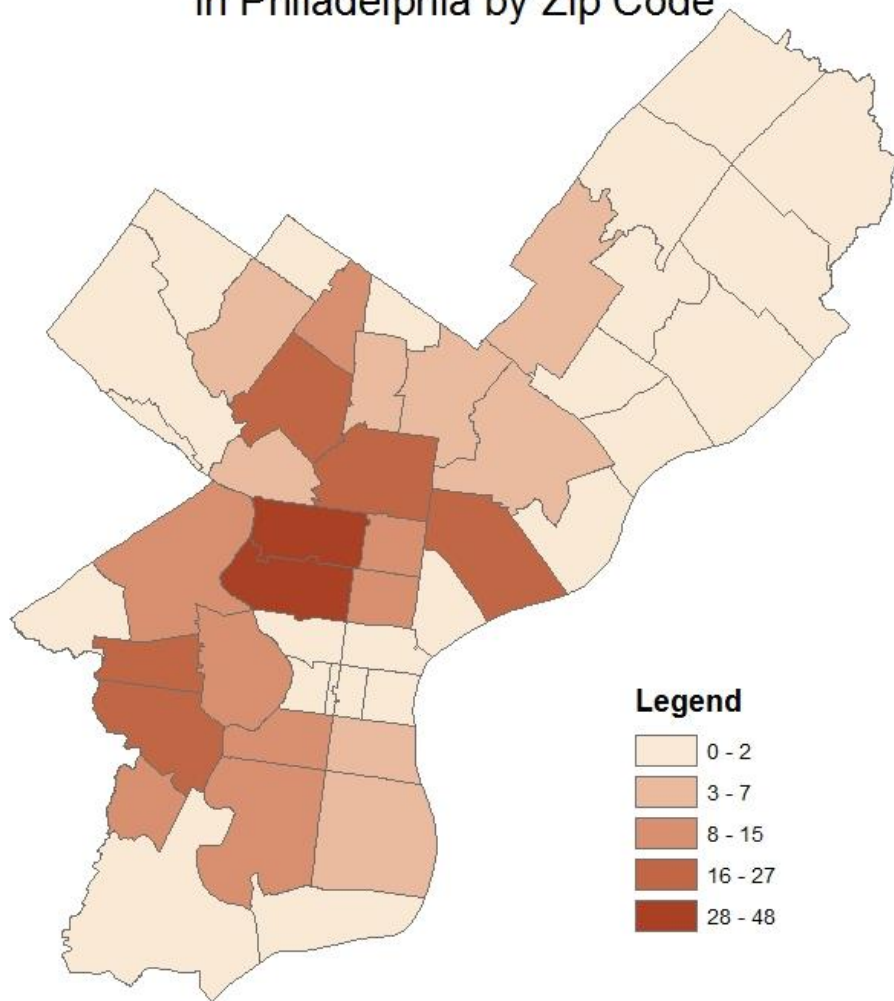 in Philadelphia by Zip Code
Legend
0 - 2
3 - 7
8 - 15
16 - 27
28 - 48